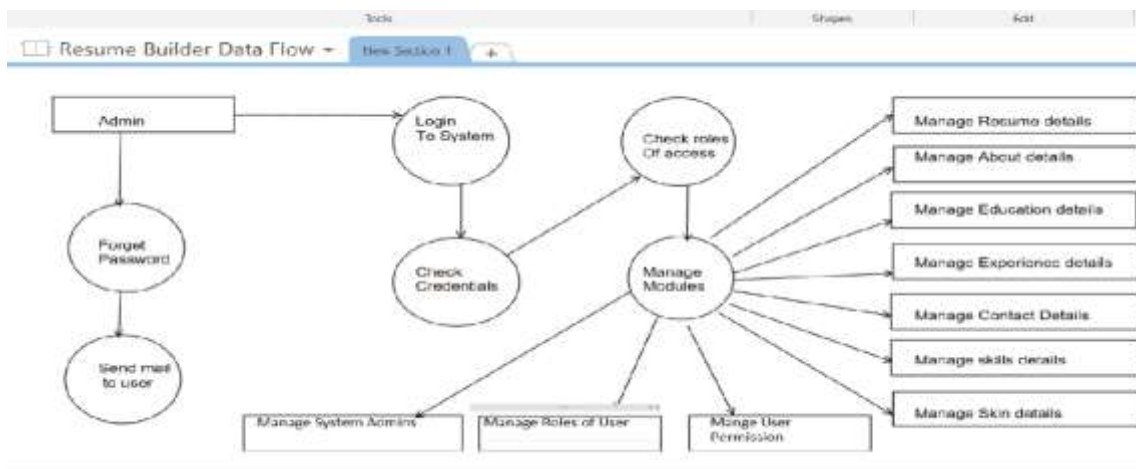 Tools
Shapes
Edit
Resume Builder Data Flow
New Section 1
+
Admin
Login
To System
Check roles
Of access
Manage Resume details
Manage About details
Manage Education details
Forget
Password
Check
Credentials
Manage
Modules
Manage Experience details
Manage Contact Details
Send mail
to user
Manage skills details
Manage Skin details
Manage System Admins
Manage Roles of User
Mange User
Permission